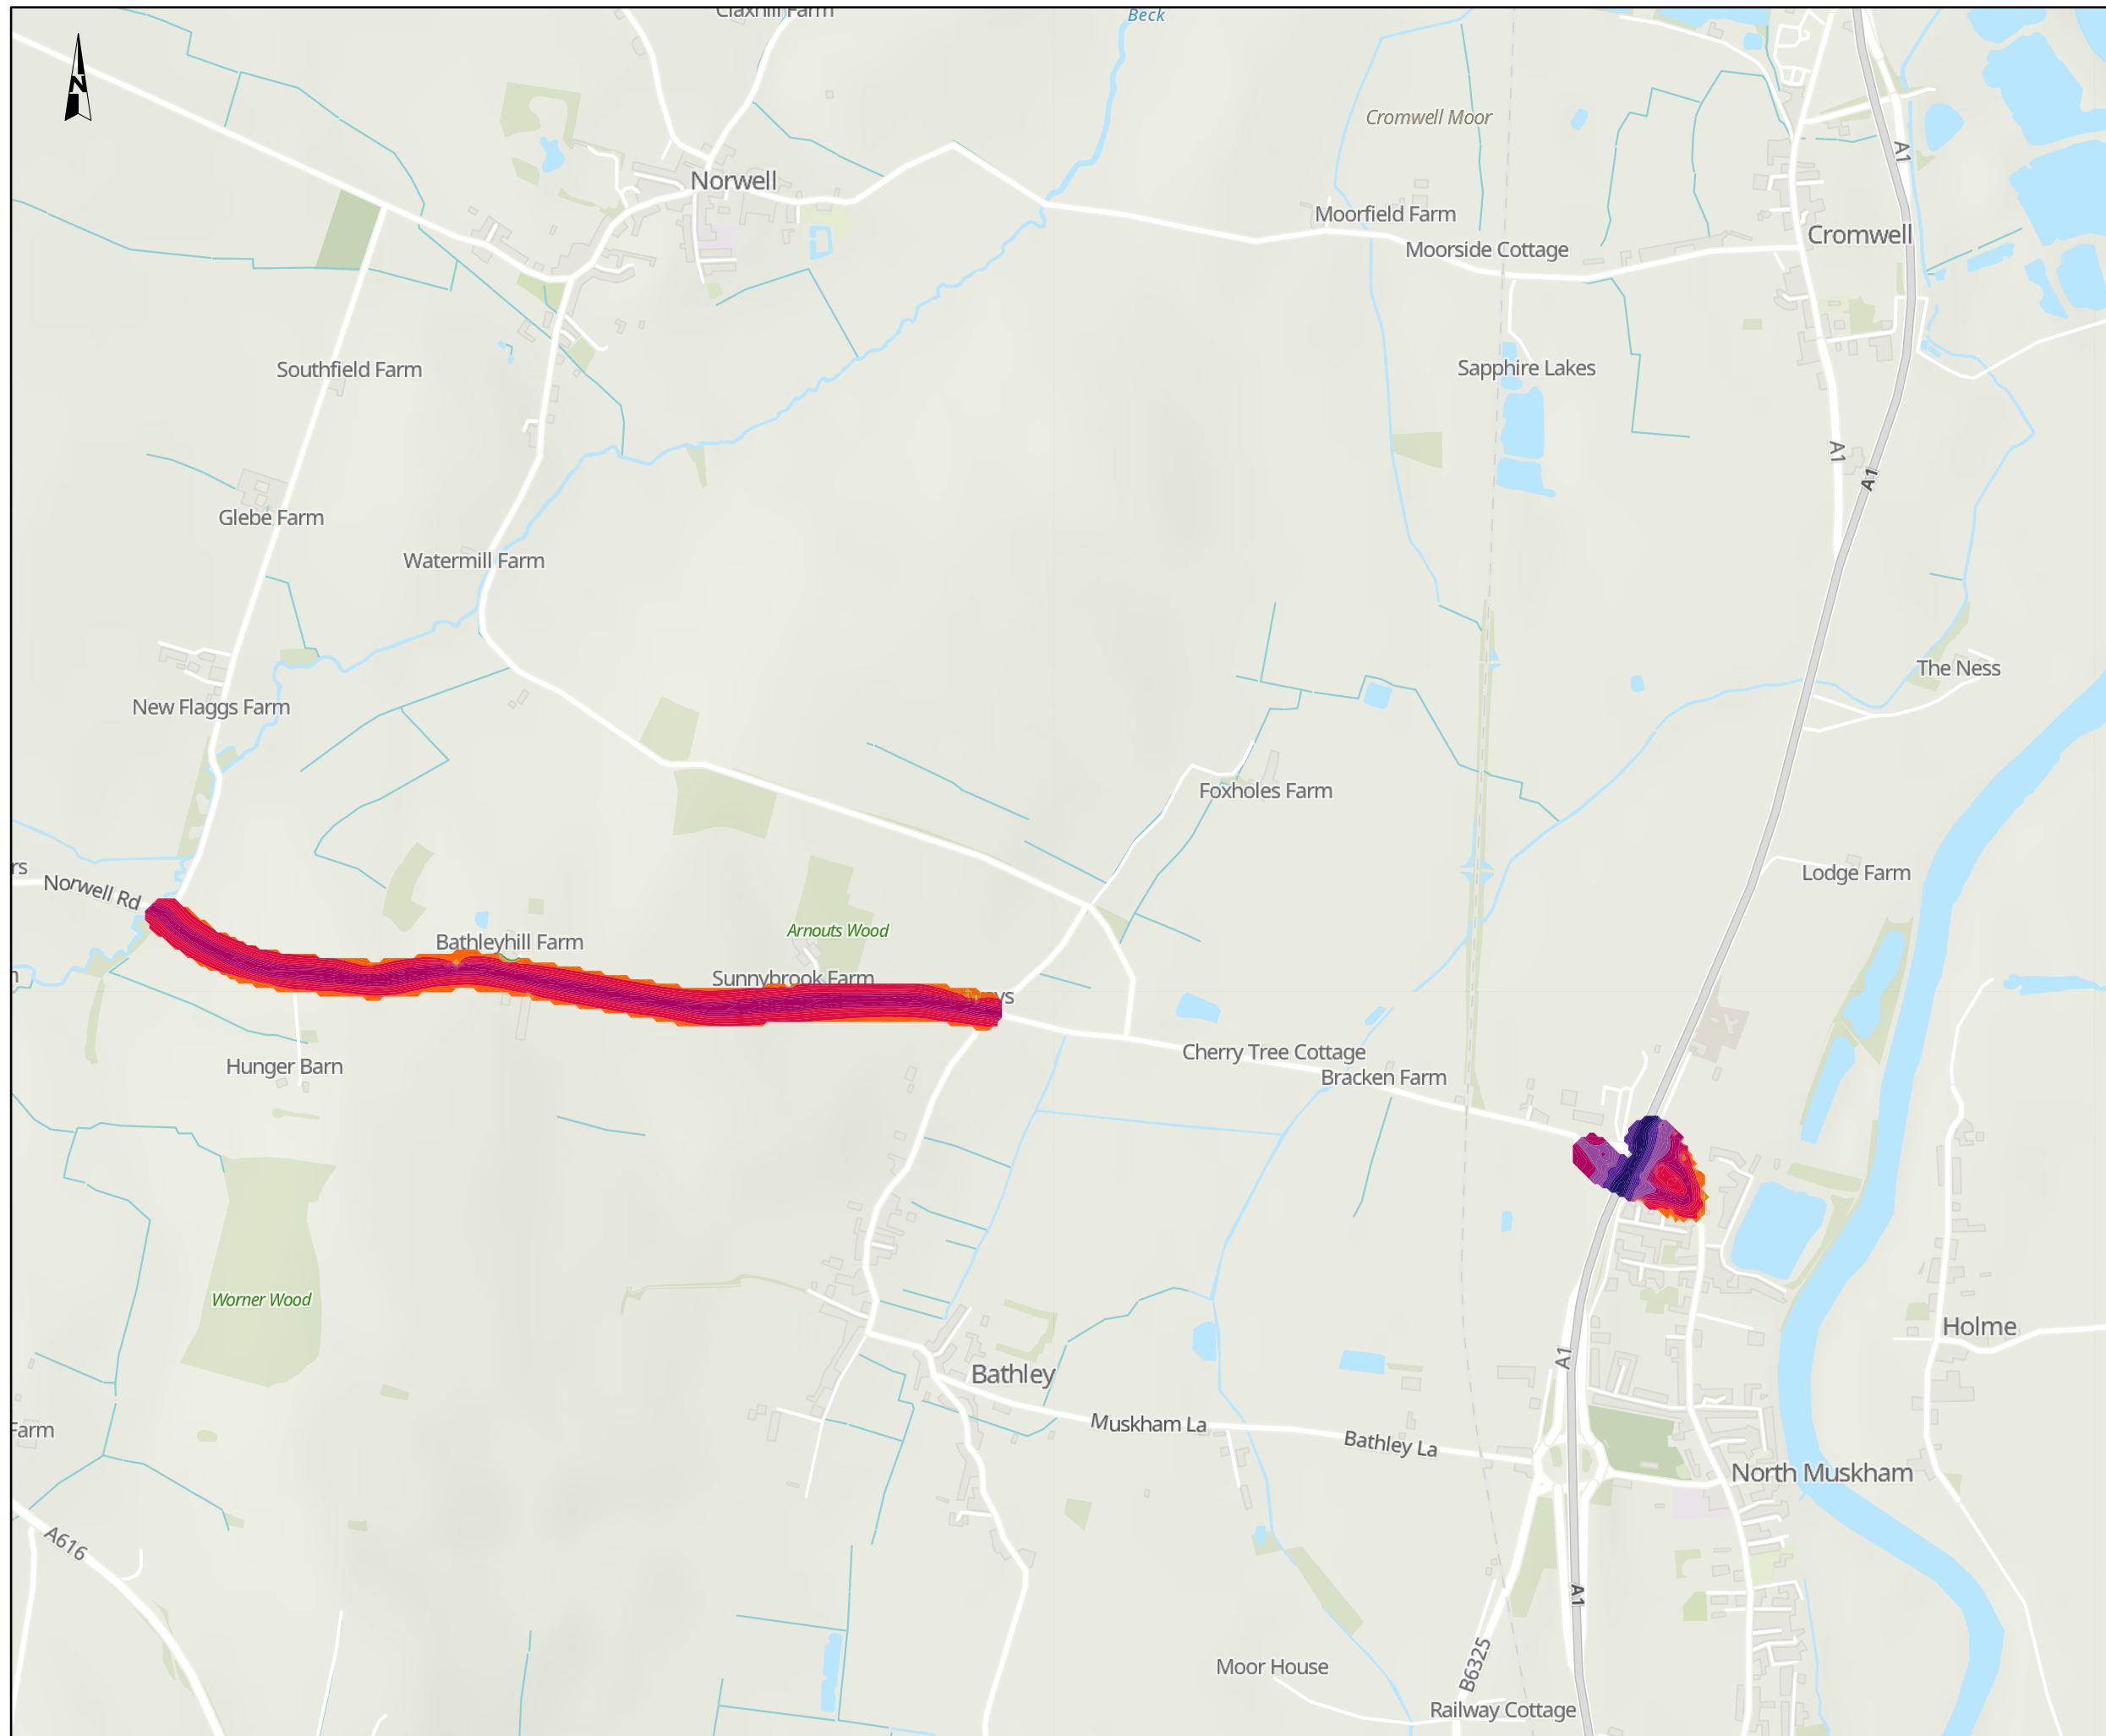 Claxhill Farm
Beck
N
Cromwell Moor
A1
Norwell
Moorfield Farm
Cromwell
Moorside Cottage
Southfield Farm
Sapphire Lakes
A1
A1
Glebe Farm
Watermill Farm
The Ness
New Flaggs Farm
Foxholes Farm
rs
Norwell Rd
Lodge Farm
Arnouts Wood
Bathleyhill Farm
Sunnybrook Farm
Cherry Tree Cottage
Hunger Barn
Bracken Farm
Worner Wood
Holme
A1
Bathley
Muskham La
Farm
Bathley La
North Muskham
A616
A1
B6325
Moor House
Railway Cottage